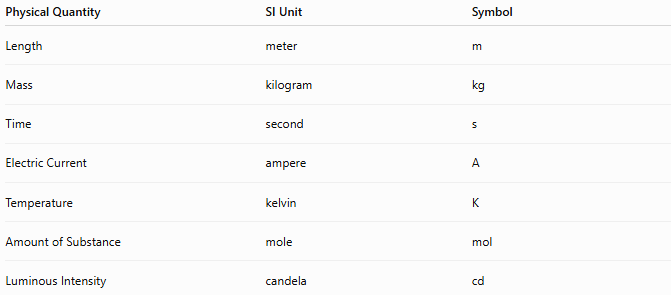 Physical Quantity SI Unit Symbol
Length meter m
Mass kilogram kg
Time second s
Electric Current ampere A
Temperature kelvin K
Amount of Substance mole mol
Luminous Intensity candela cd